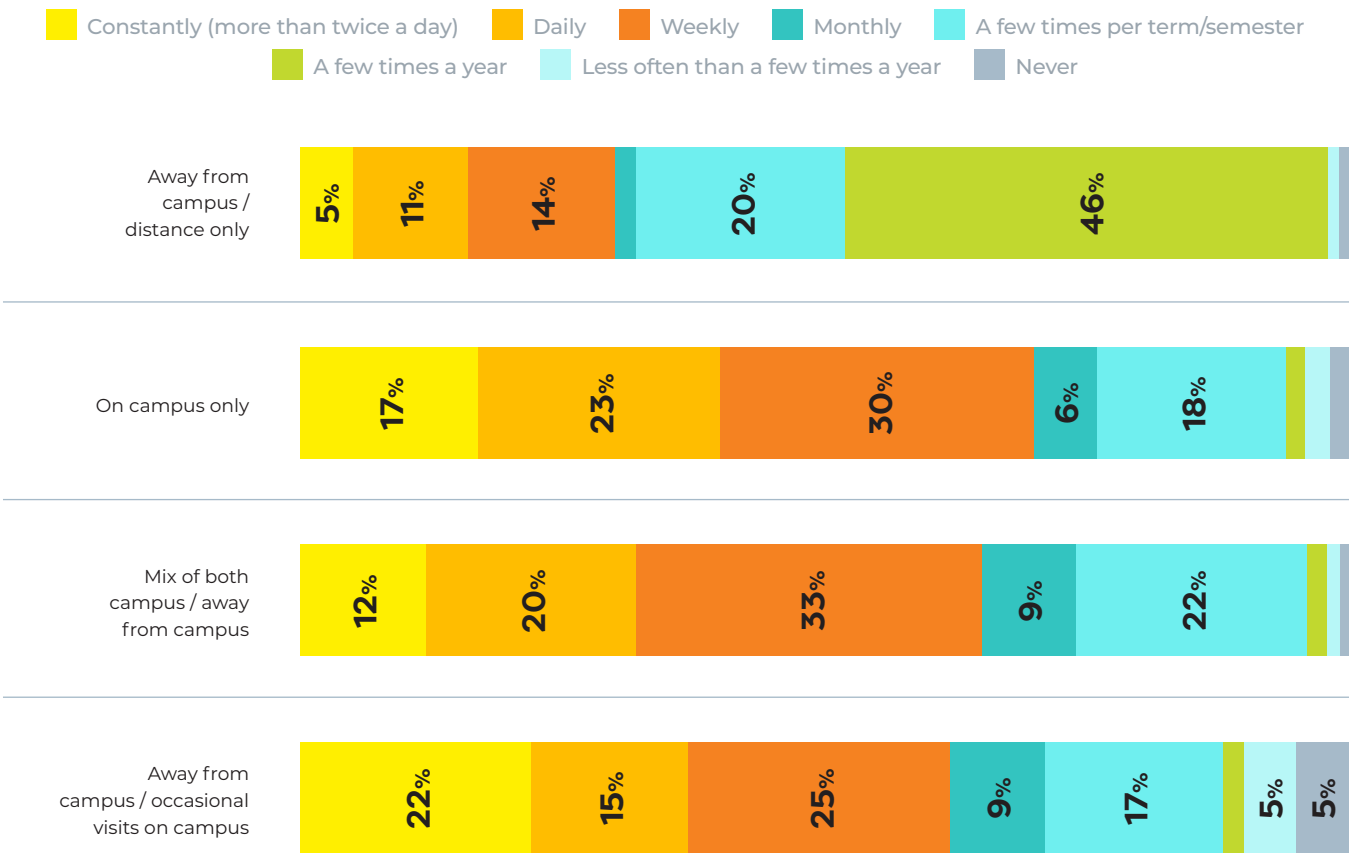 Constantly (more than twice a day) Daily Weekly Monthly A few times per term/semester
A few times a year Less often than a few times a year Never
Away from
campus /
distance only
5% 11% 14% 20% 46%
On campus only
17% 23% 30% 6% 18%
Mix of both
campus / away
from campus
12% 20% 33% 9% 22%
Away from
campus / occasional
visits on campus
22% 15% 25% 9% 17% 5% 5%